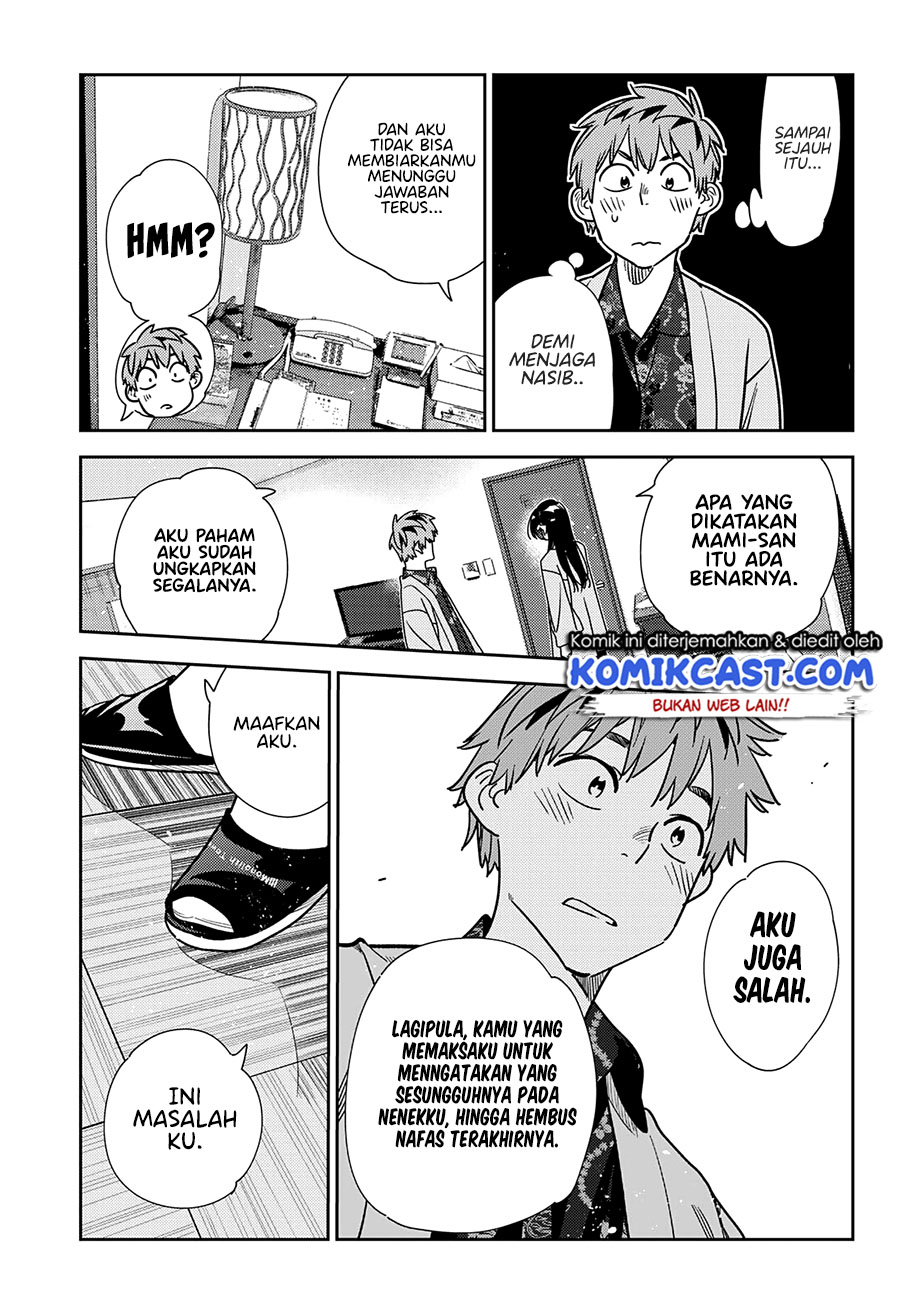 SAMPAI
SEJAUH
ITU...
DEMI
MENJAGA
NASIB..
DAN AKU
TIDAK BISA
MEMBIARKANMU
MENUNGGU
JAWABAN
TERUS...
HMM?
APA YANG
DIKATAKAN
MAMI-SAN
ITU ADA
BENARNYA.
AKU PAHAM
AKU SUDAH
UNGKAPKAN
SEGALANYA.
Komik ini diterjemahkan & diedit oleh
KOMIKCAST.COM
BUKAN WEB LAIN!!
AKU
JUGA
SALAH.
LAGIPULA, KAMU YANG
MEMAKSAKU UNTUK
MENNGATAKAN YANG
SESUNGGUHNYA PADA
NENEKKU, HINGGA HEMBUS
NAFAS TERAKHIRNYA.
MAAFKAN
AKU.
INI
MASALAH
KU.